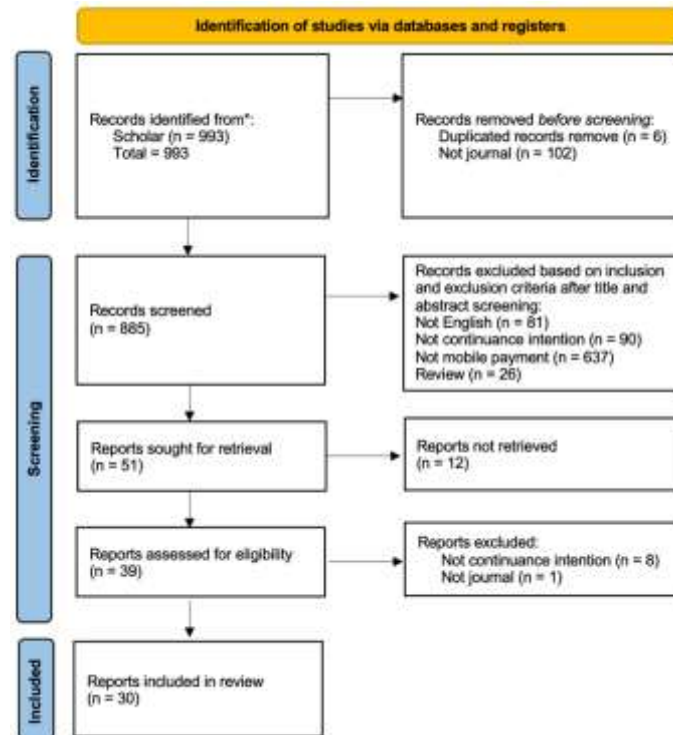 Identification of studies via databases and registers
Identification
Records identified from*:
Scholar (n = 993)
Total = 993
Records removed before screening:
Duplicated records remove (n = 6)
Not journal (n = 102)
Screening
Records screened
(n = 885)
Records excluded based on inclusion
and exclusion criteria after title and
abstract screening:
Not English (n = 81)
Not continuance intention (n = 90)
Not mobile payment (n = 637)
Review (n = 26)
Reports sought for retrieval
(n = 51)
Reports not retrieved
(n = 12)
Reports assessed for eligibility
(n = 39)
Reports excluded:
Not continuance intention (n = 8)
Not journal (n = 1)
Included
Reports included in review
(n = 30)